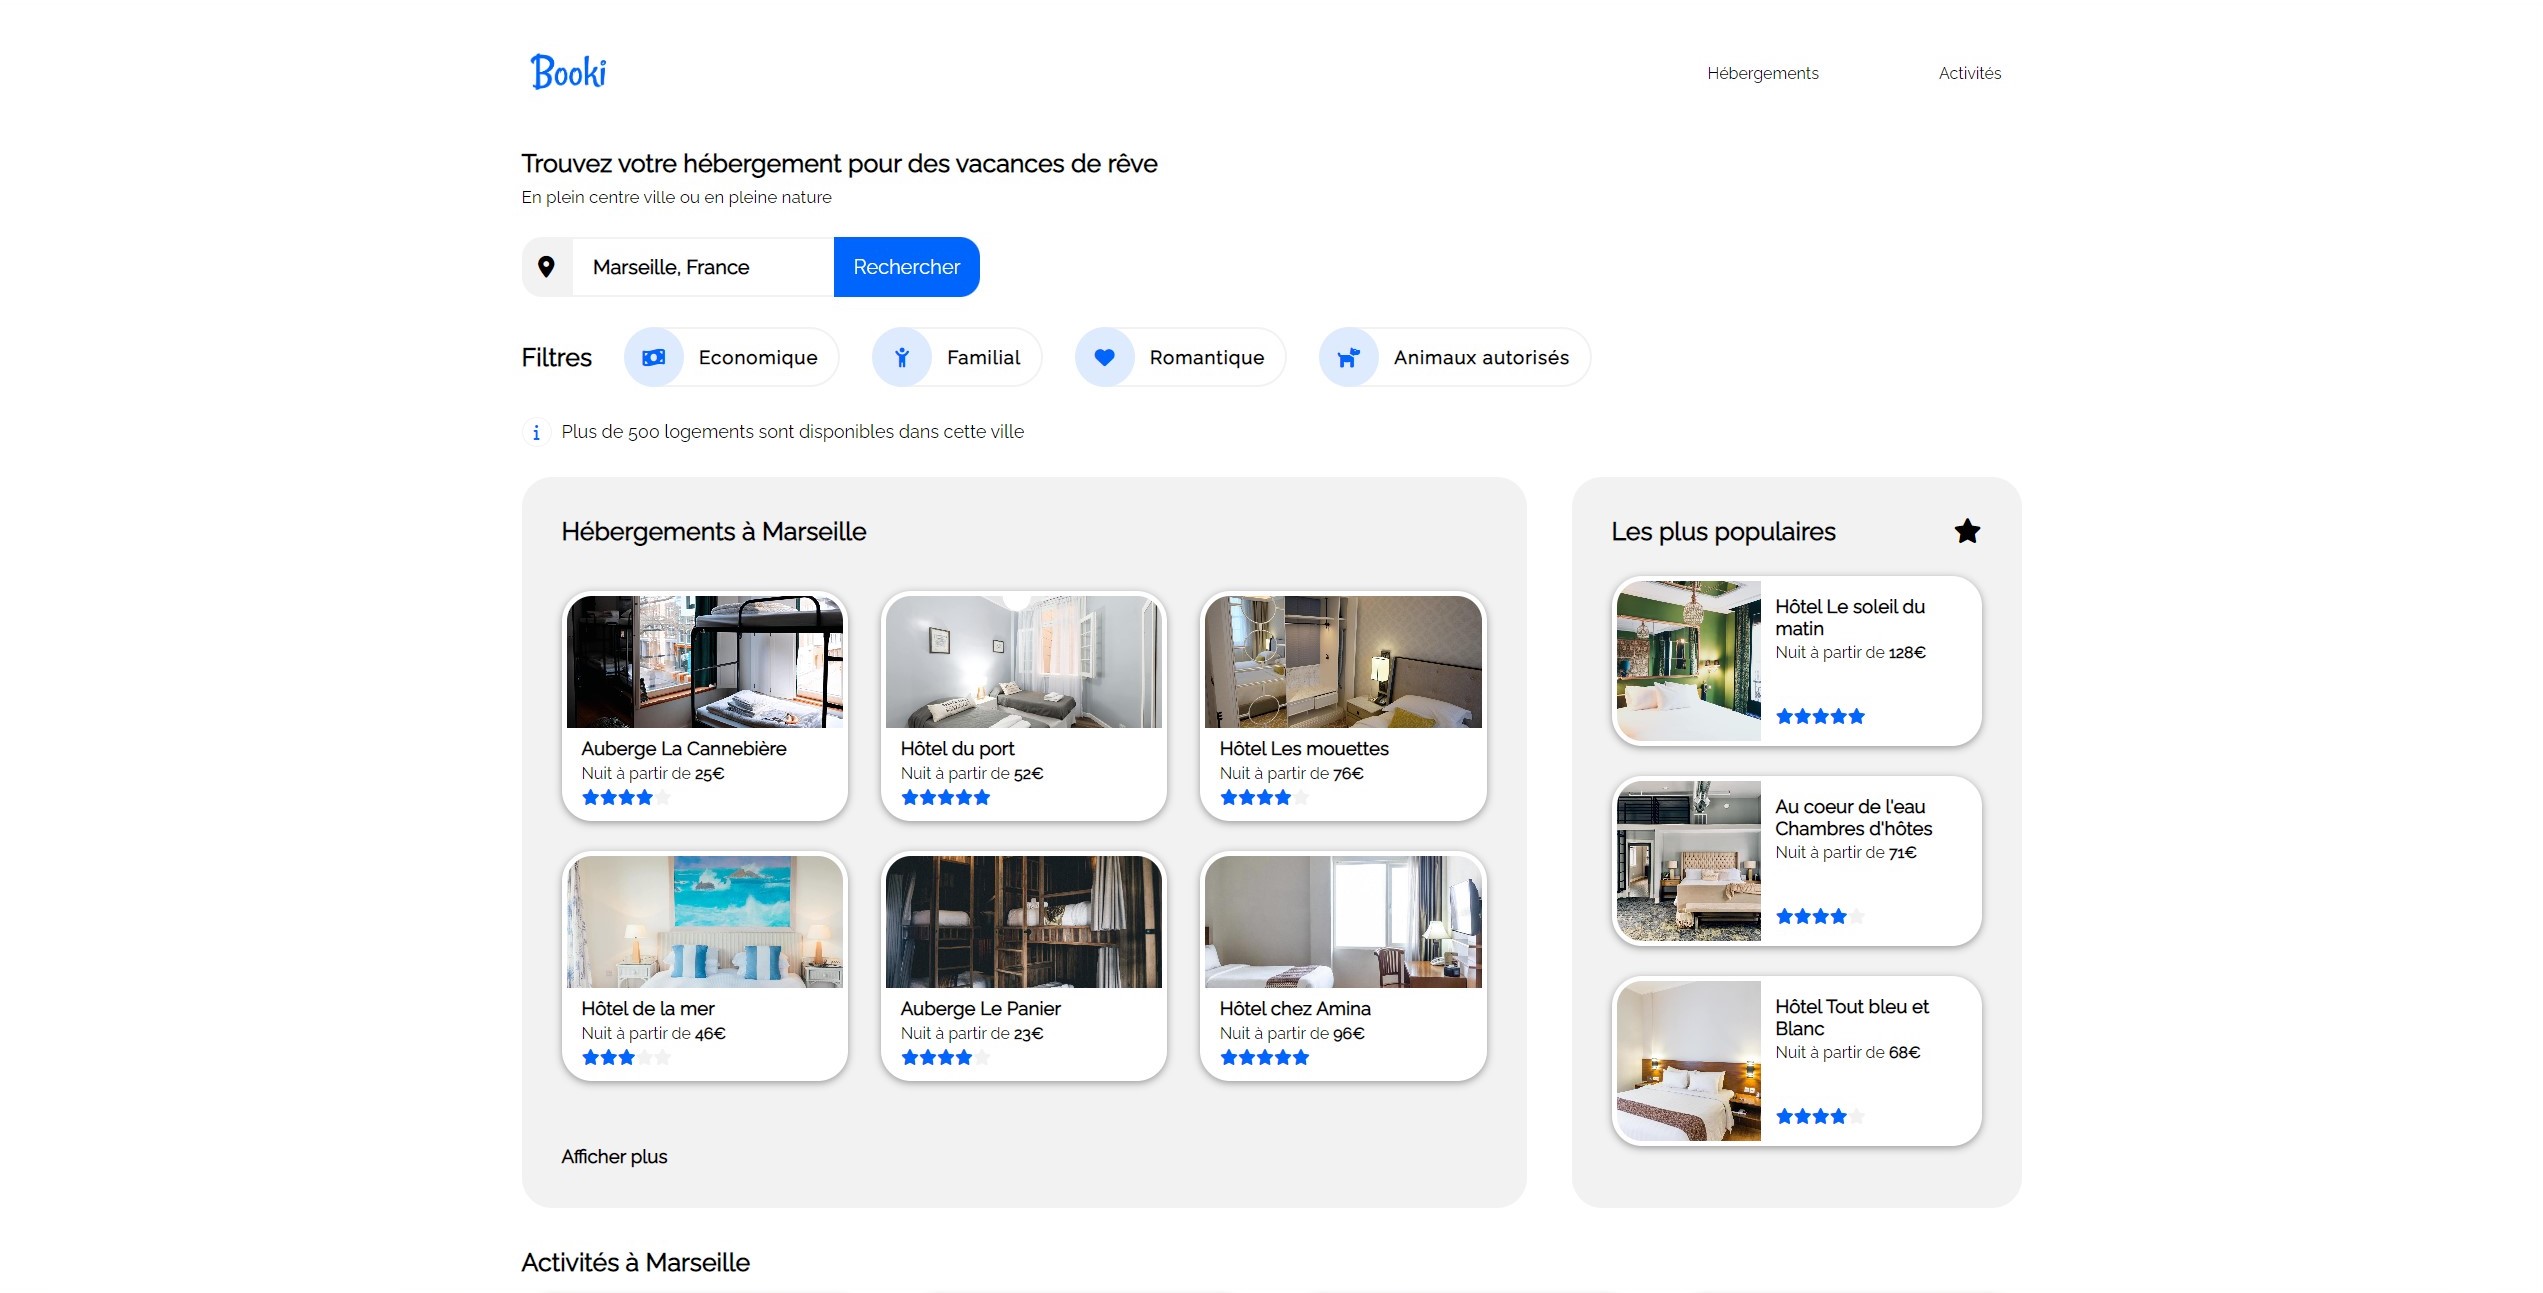 Booki
Hébergements
Activités
Trouvez votre hébergement pour des vacances de rêve
En plein centre ville ou en pleine nature
Marseille, France
Rechercher
Filtres
Economique
Familial
Romantique
Animaux autorisés
Plus de 500 logements sont disponibles dans cette ville
Hébergements à Marseille
Auberge La Cannebière
Nuit à partir de 25€
Hôtel du port
Nuit à partir de 52€
Hôtel Les mouettes
Nuit à partir de 76€
Hôtel de la mer
Nuit à partir de 46€
Auberge Le Panier
Nuit à partir de 23€
Hôtel chez Amina
Nuit à partir de 96€
Afficher plus
Les plus populaires
Hôtel Le soleil du
matin
Nuit à partir de 128€
Au coeur de l'eau
Chambres d'hôtes
Nuit à partir de 71€
Hôtel Tout bleu et
Blanc
Nuit à partir de 68€
Activités à Marseille